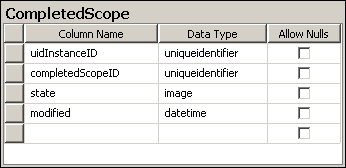 CompletedScope
Column Name Data Type Allow Nulls
uidInstanceID uniqueidentifier
completedScopeID uniqueidentifier
state image
modified datetime